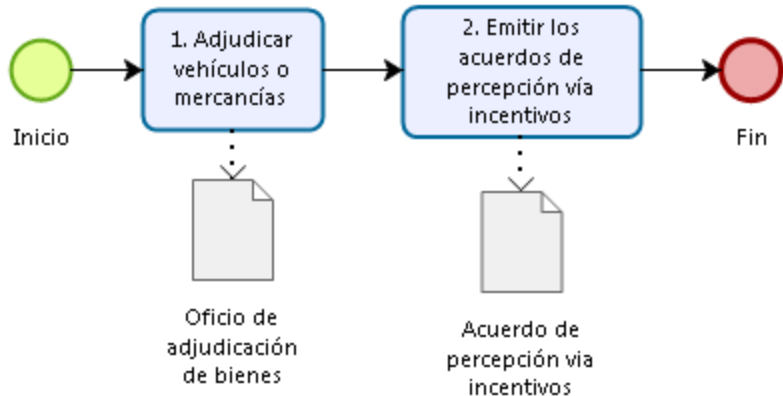 1. Adjudicar
vehículos o
mercancías
2. Emitir los
acuerdos de
percepción vía
incentivos
Inicio
Fin
Oficio de
adjudicación
de bienes
Acuerdo de
percepción via
incentivos